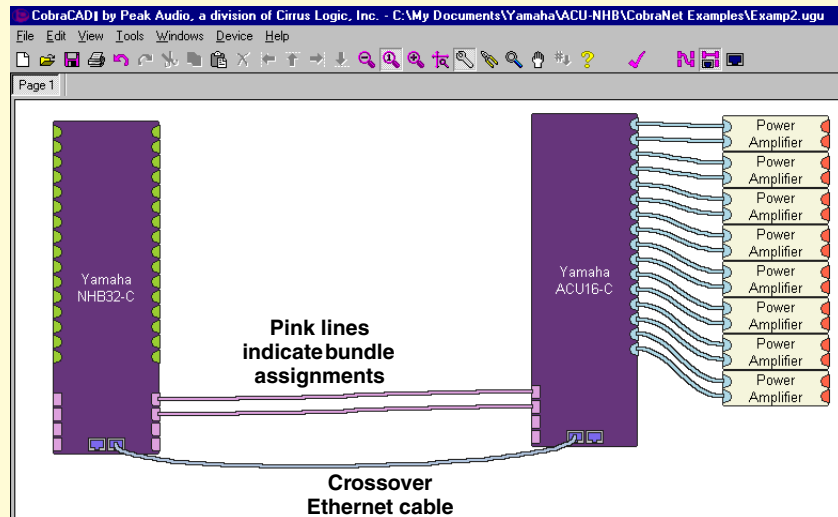 CobraCAD by Peak Audio, a division of Cirrus Logic, Inc. - C:\My Documents\Yamaha\ACU-NHB\CobraNet Examples\Examp2.ugu
File Edit View Tools Windows Device Help
Page 1
Yamaha
NHB32-C
Pink lines
indicate bundle
assignments
Crossover
Ethernet cable
Yamaha
ACU16-C
Power
Amplifier
Power
Amplifier
Power
Amplifier
Power
Amplifier
Power
Amplifier
Power
Amplifier
Power
Amplifier
Power
Amplifier